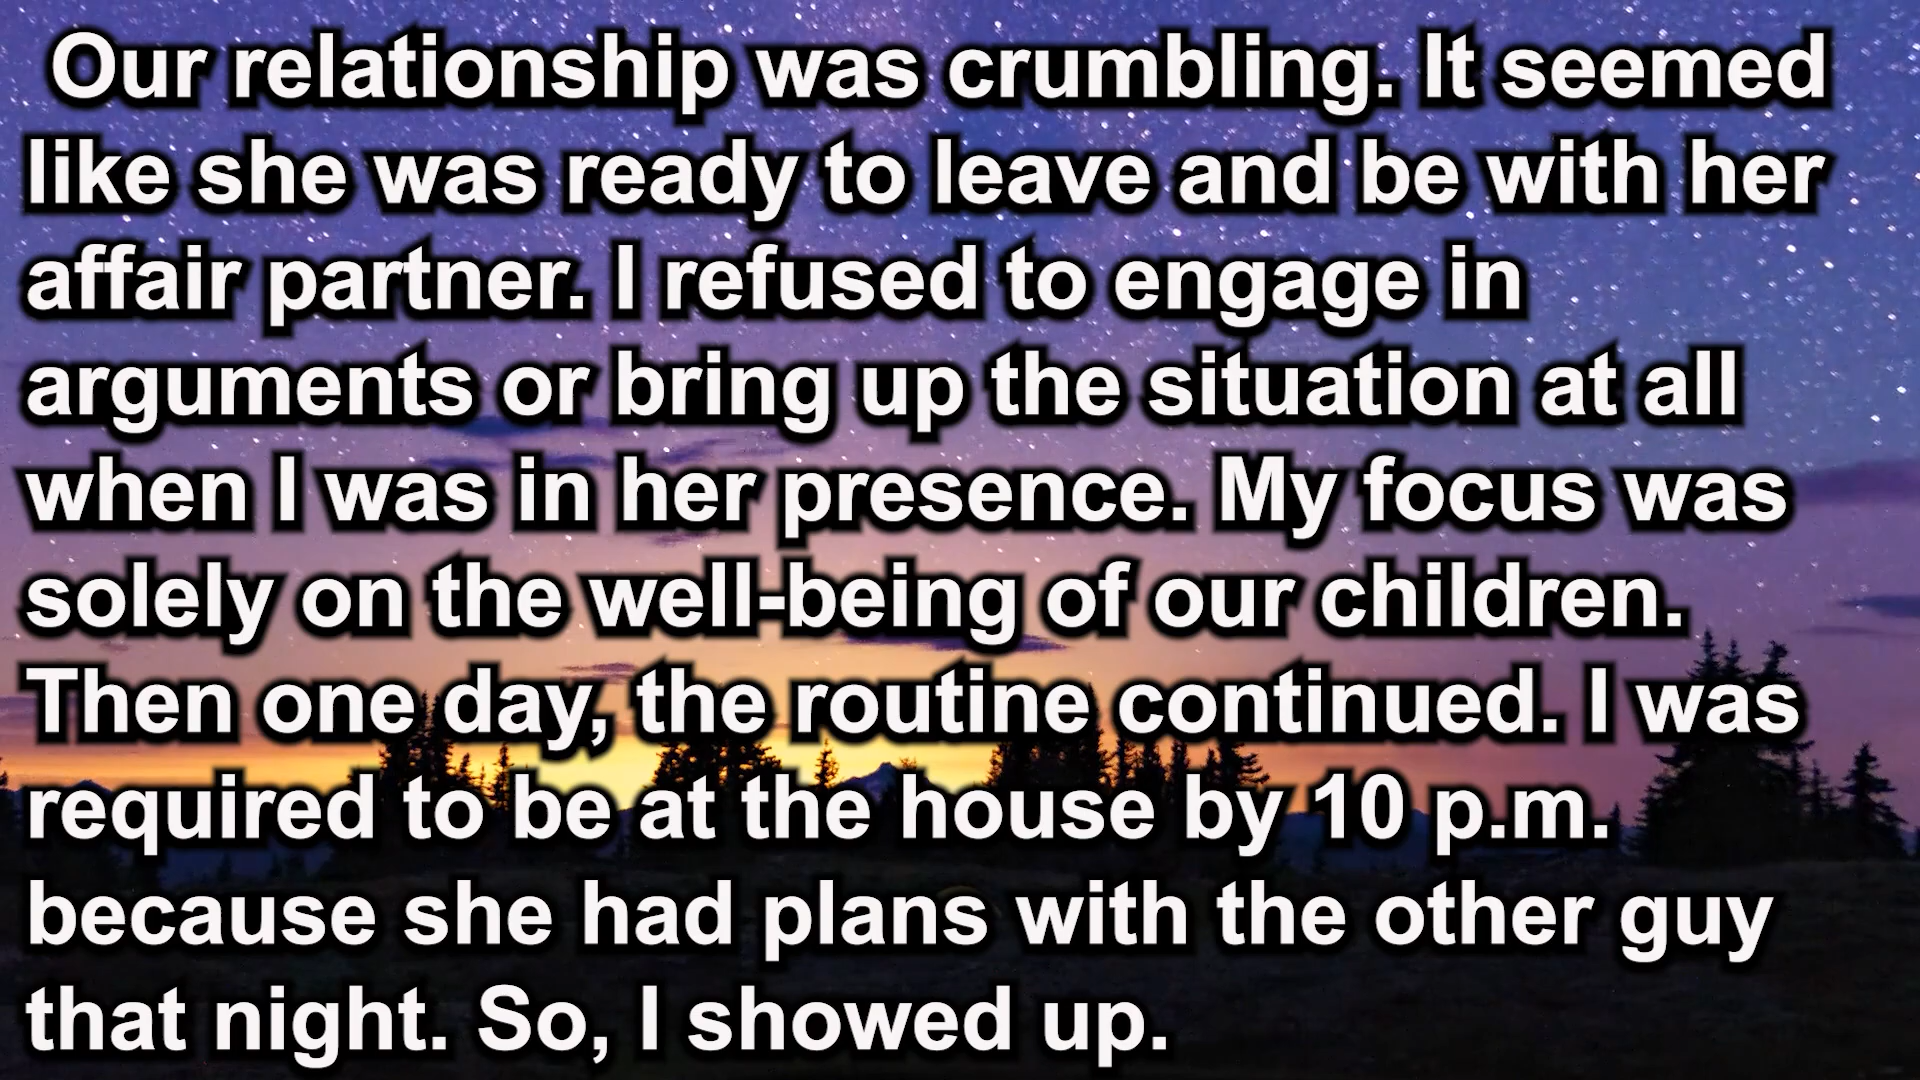 Our relationship was crumbling. It seemed
like she was ready to leave and be with her
affair partner. I refused to engage in
arguments or bring up the situation at all
when I was in her presence. My focus was
solely on the well-being of our children.
Then one day, the routine continued. I was
required to be at the house by 10 p.m.
because she had plans with the other guy
that night. So, I showed up.